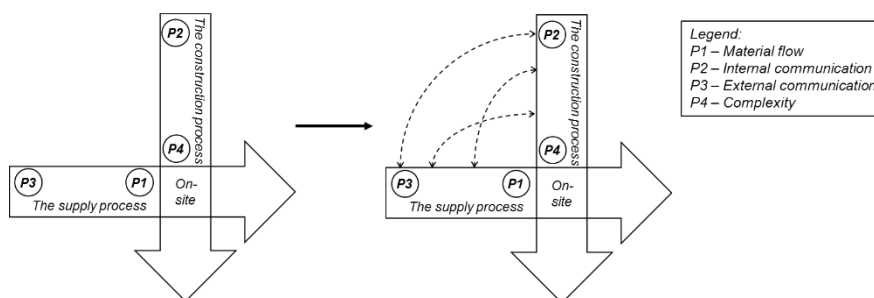 P2
The construction process
P4
P3
P1
On-
site
The supply process
P2
The construction process
P4
P3
P1
On-
site
The supply process
Legend:
P1 – Material flow
P2 – Internal communication
P3 – External communication
P4 – Complexity